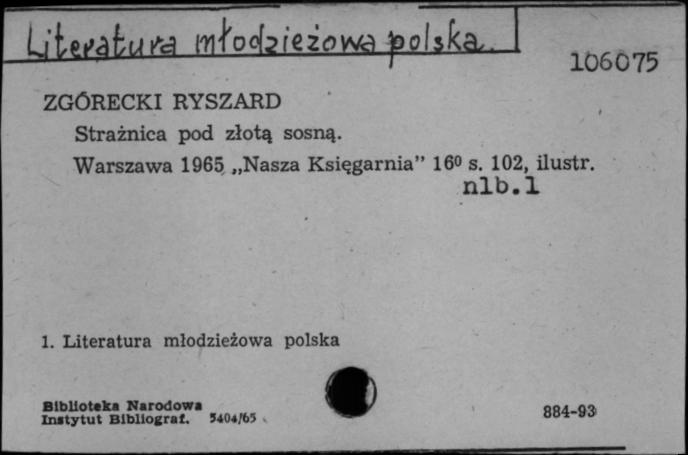 Literatura młodzieżowa polska.
106075
ZGÓRECKI RYSZARD
Strażnica pod złotą sosną.
Warszawa 1965 „Nasza Księgarnia” 16⁰ s. 102, ilustr.
nlb.1
1. Literatura młodzieżowa polska
Biblioteka Narodowa
Instytut Bibliograf. 5404/65
884-93